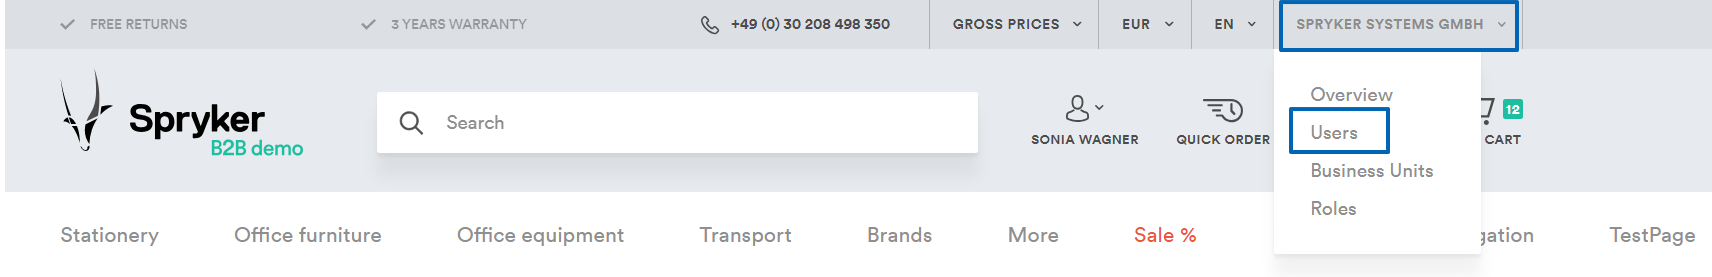 FREE RETURNS
3 YEARS WARRANTY
+49 (0) 30 208 498 350
GROSS PRICES
EUR
EN
SPRYKER SYSTEMS GMBH
Spryker
B2B demo
Search
SONIA WAGNER
QUICK ORDER
12
CART
Overview
Users
Business Units
Roles
Stationery
Office furniture
Office equipment
Transport
Brands
More
Sale %
gation
TestPage